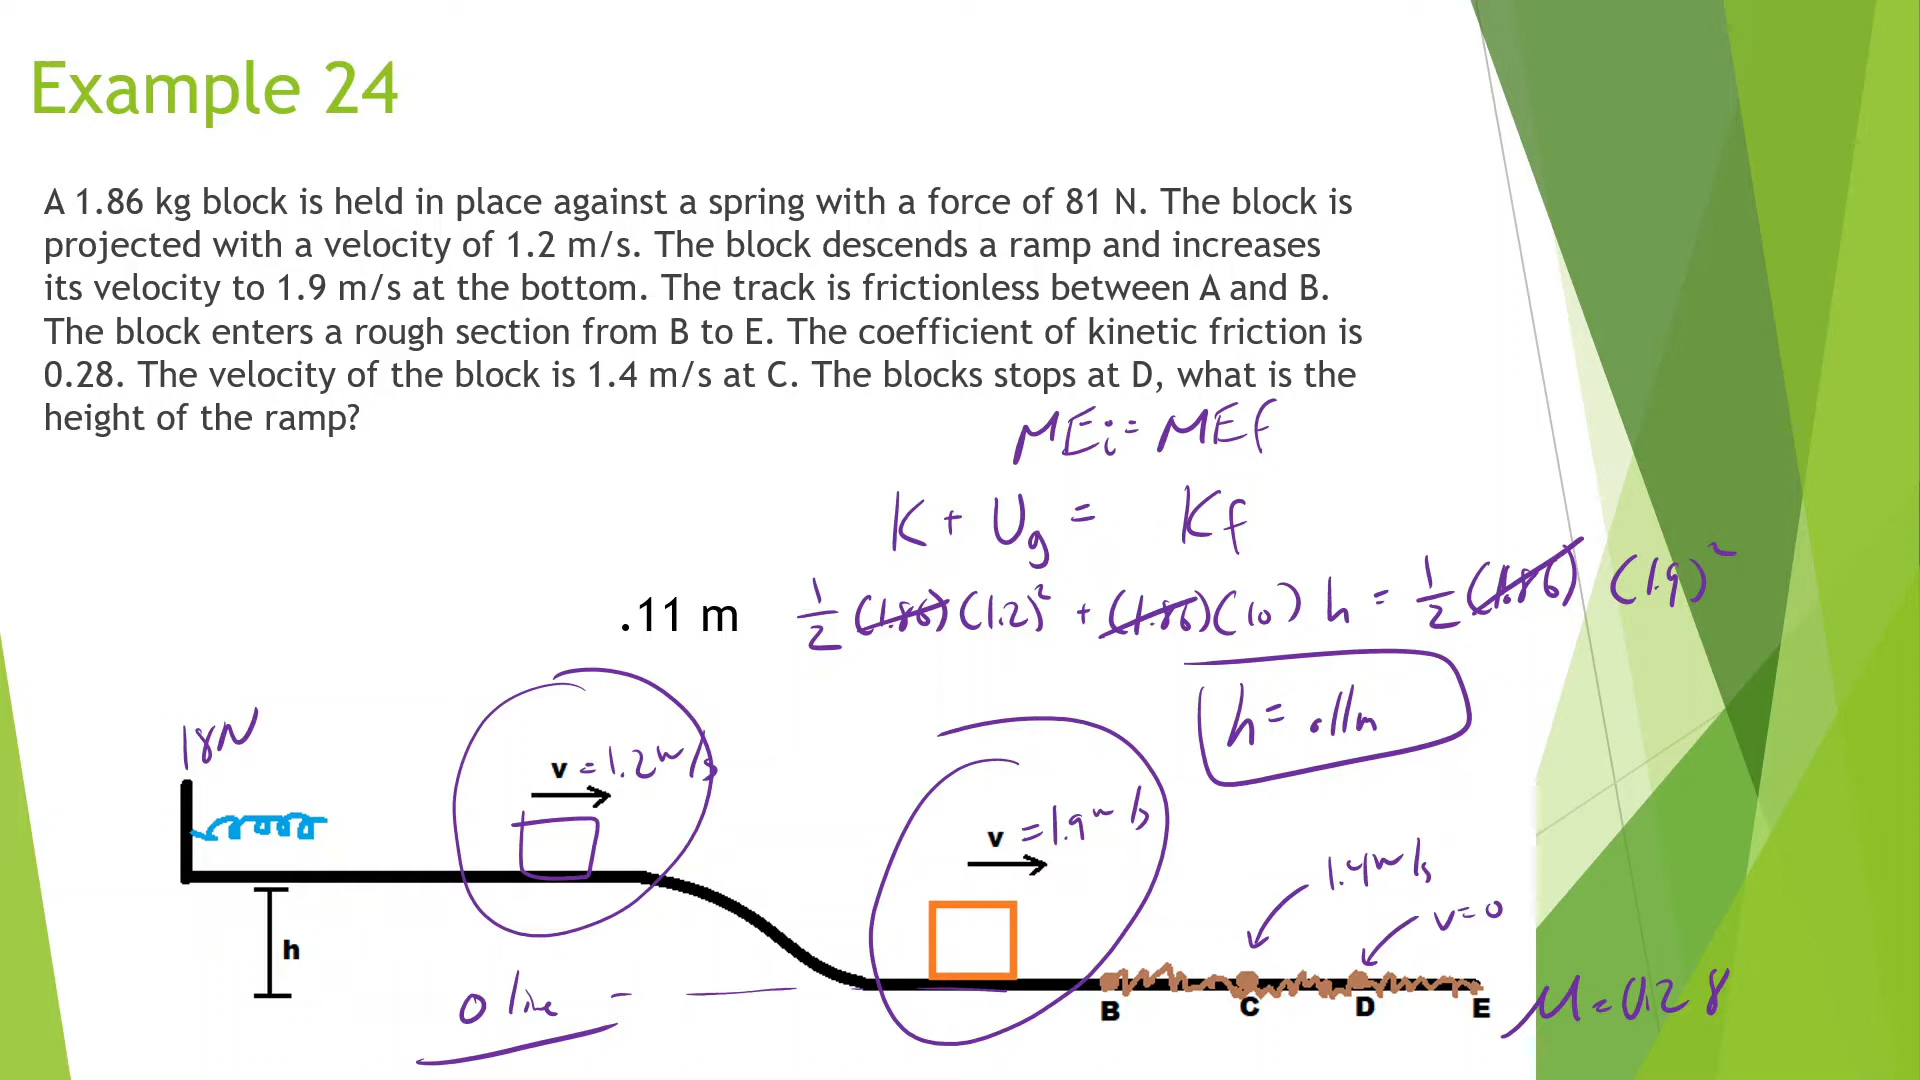 Example 24
A 1.86 kg block is held in place against a spring with a force of 81 N. The block is
projected with a velocity of 1.2 m/s. The block descends a ramp and increases
its velocity to 1.9 m/s at the bottom. The track is frictionless between A and B.
The block enters a rough section from B to E. The coefficient of kinetic friction is
0.28. The velocity of the block is 1.4 m/s at C. The blocks stops at D, what is the
height of the ramp?
MEi = MEf
K + Ug = Kf
.11 m
1/2 (1.86)(1.2)² + (1.86)(10) h = 1/2 (1.86) (1.9)²
h = .11m
18N
v = 1.2 m/s
v = 1.9 m/s
1.4 m/s
v=0
h
0 line
B C D E
μ = 0.28